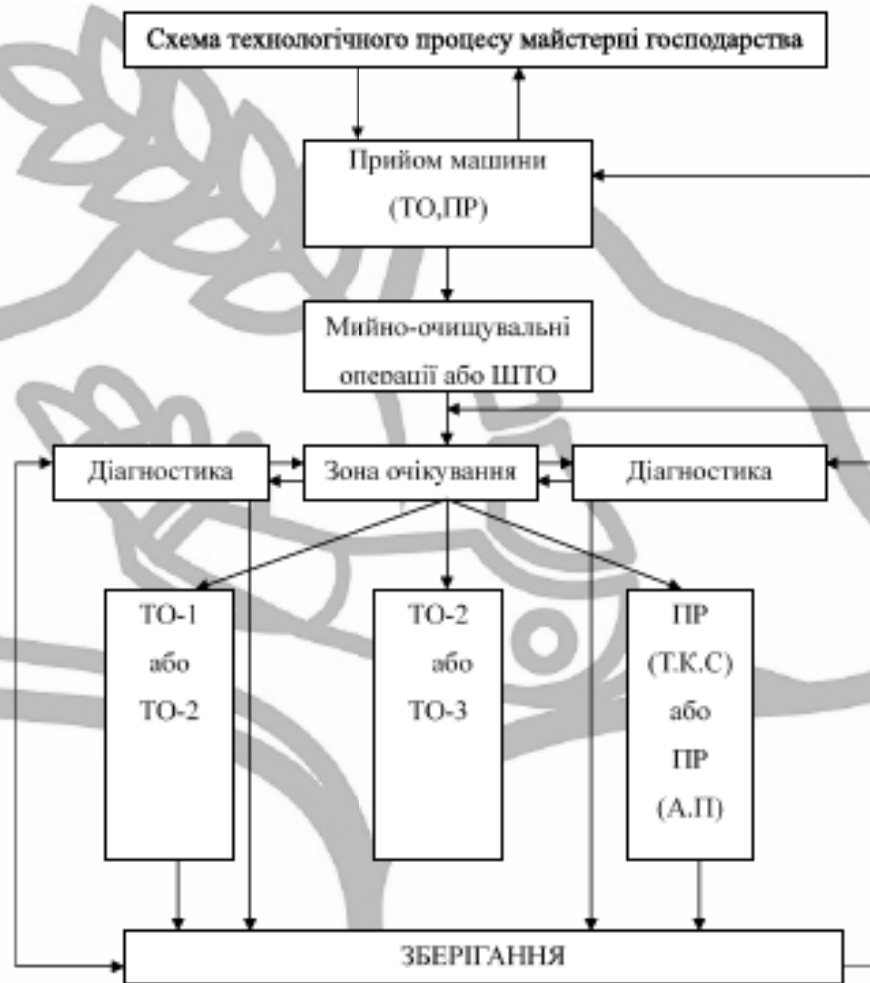 Схема технологічного процесу майстерні господарства
Прийом машини
(ТО,ПР)
Мийно-очищувальні
операції або ЩТО
Діагностика
Зона очікування
Діагностика
ТО-1
або
ТО-2
ТО-2
або
ТО-3
ПР
(Т.К.С)
або
ПР
(А.П)
ЗБЕРІГАННЯ